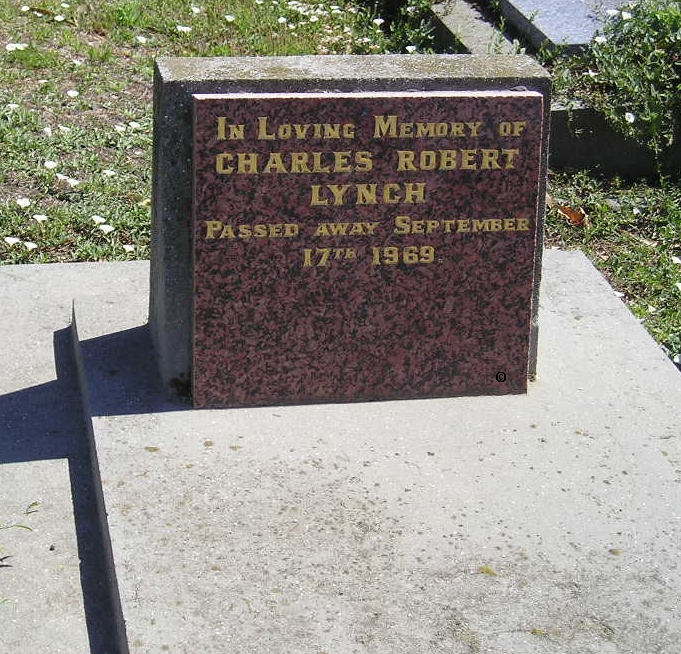 In Loving Memory of
CHARLES ROBERT
LYNCH
Passed away September
17th 1969.
©